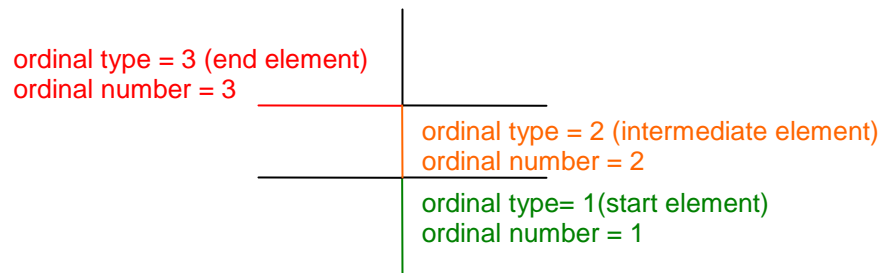 ordinal type = 3 (end element)
ordinal number = 3
ordinal type = 2 (intermediate element)
ordinal number = 2
ordinal type= 1(start element)
ordinal number = 1